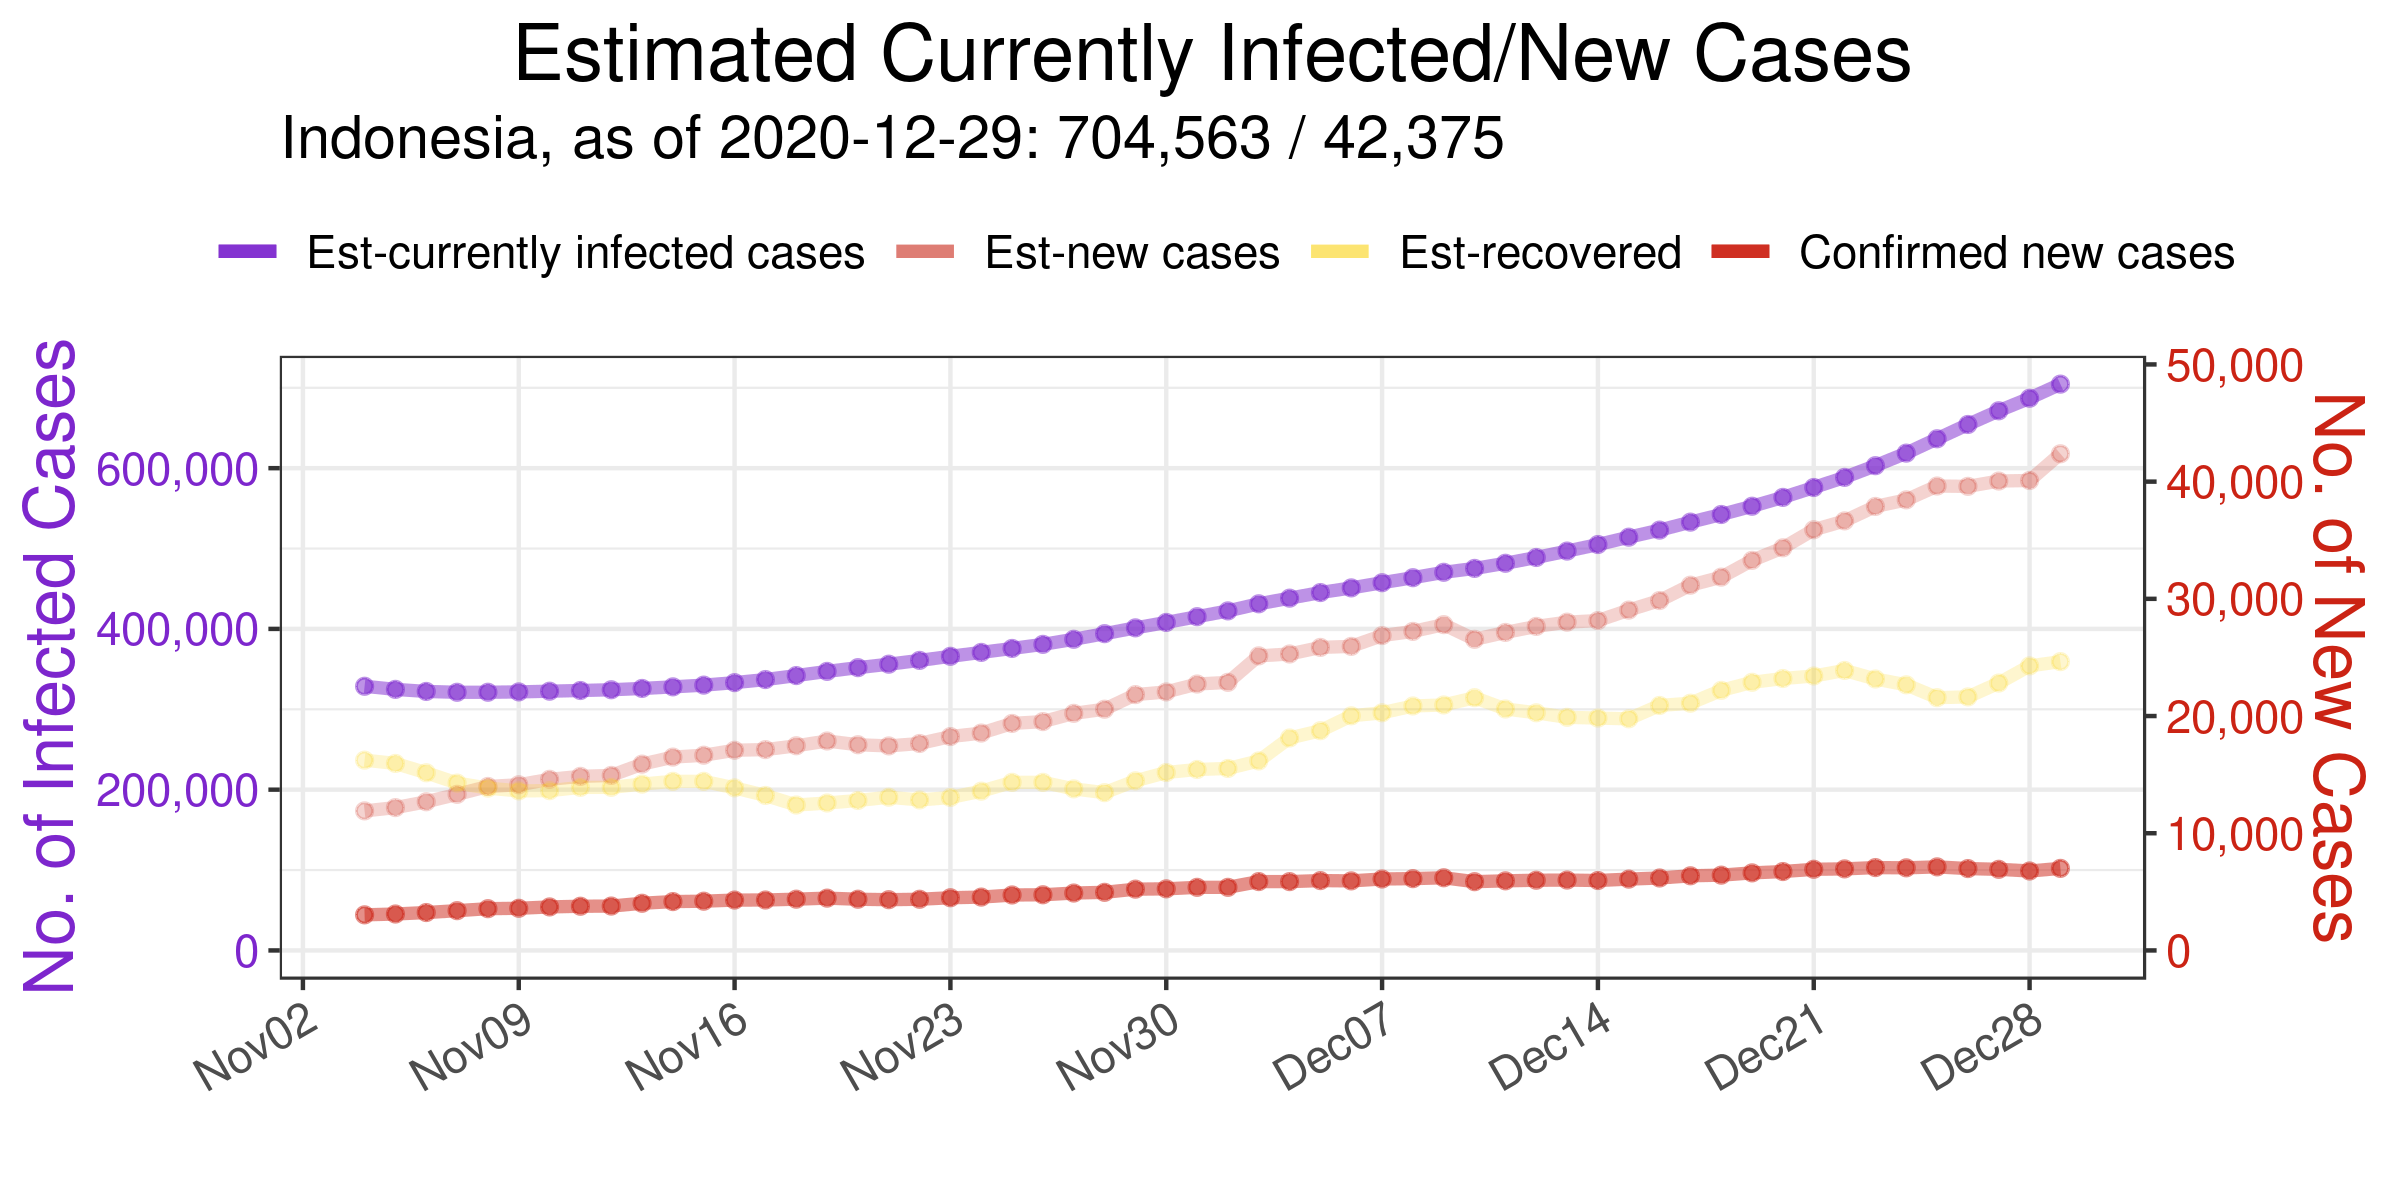 Estimated Currently Infected/New Cases
Indonesia, as of 2020-12-29: 704,563 / 42,375
Est-currently infected cases Est-new cases Est-recovered Confirmed new cases
No. of Infected Cases
600,000
400,000
200,000
0
50,000
40,000
30,000
20,000
10,000
0
No. of New Cases
Nov02 Nov09 Nov16 Nov23 Nov30 Dec07 Dec14 Dec21 Dec28